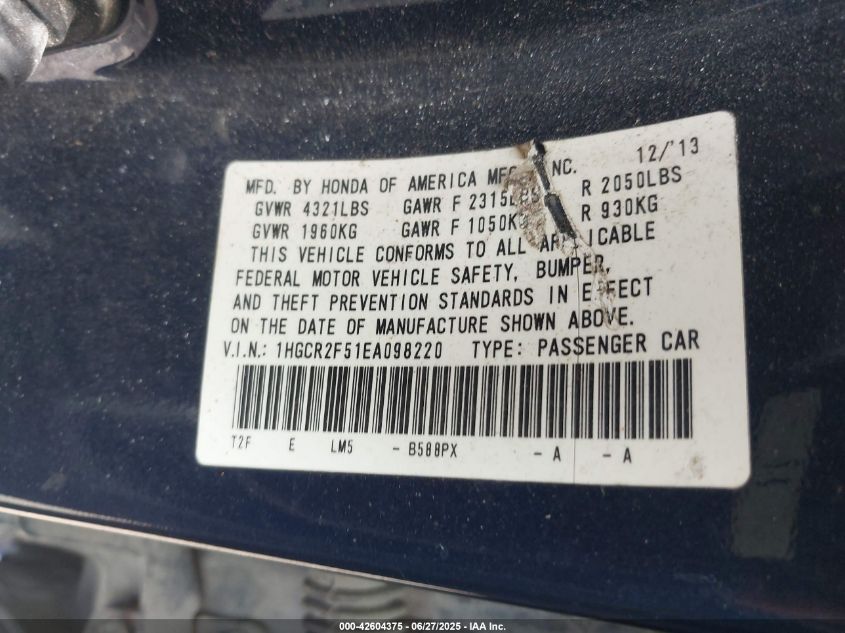 MFD. BY HONDA OF AMERICA MFG INC. 12/'13
GVWR 4321LBS GAWR F 2315LBS R 2050LBS
GVWR 1960KG GAWR F 1050KG R 930KG
THIS VEHICLE CONFORMS TO ALL APPLICABLE
FEDERAL MOTOR VEHICLE SAFETY, BUMPER,
AND THEFT PREVENTION STANDARDS IN EFFECT
ON THE DATE OF MANUFACTURE SHOWN ABOVE.
V.I.N.: 1HGCR2F51EA098220 TYPE: PASSENGER CAR
T2F E LM5 - B588PX - A - A
000-42604375 - 06/27/2025 - IAA Inc.